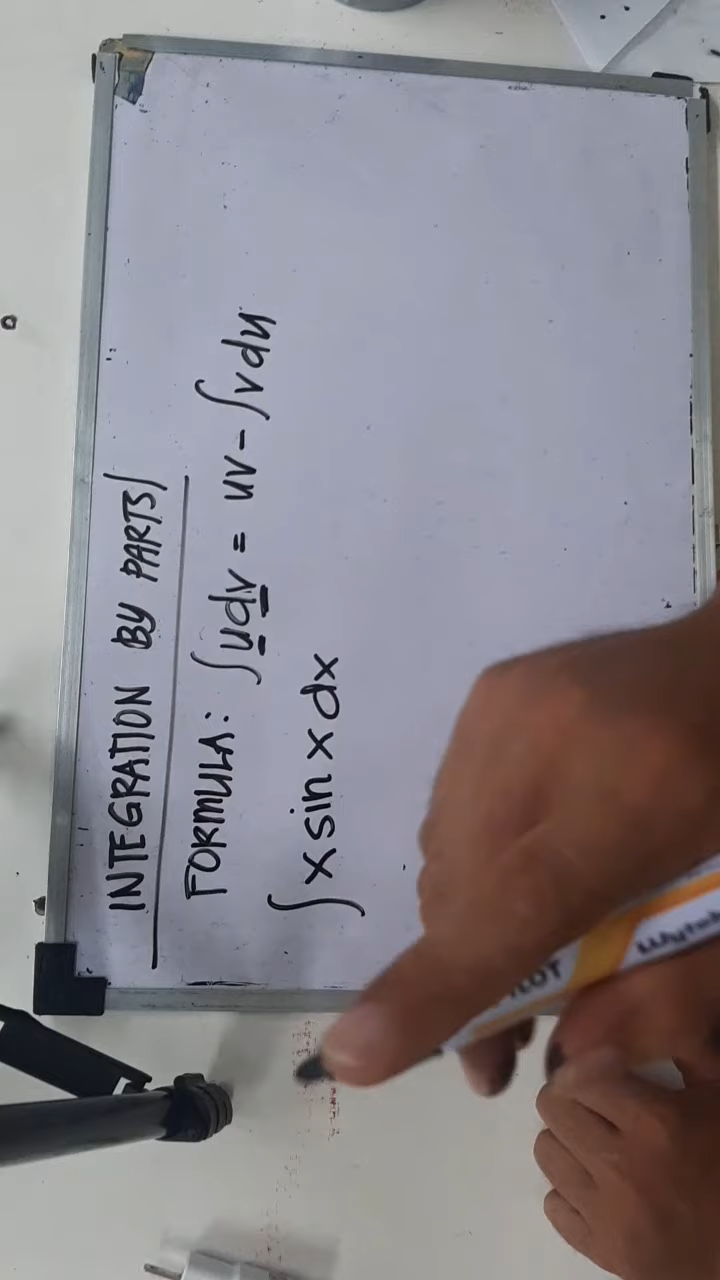 INTEGRATION BY PARTS
FORMULA: ∫udv = uv - ∫vdu
∫x sin x dx